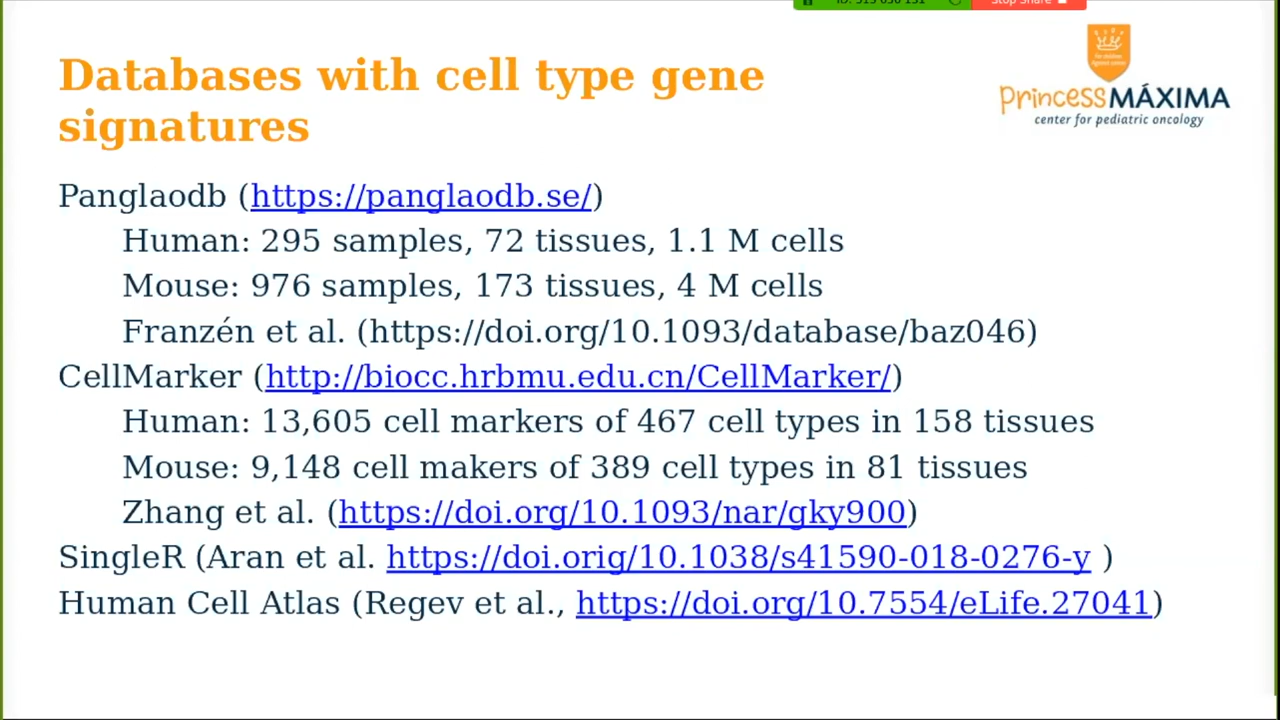 Databases with cell type gene
signatures
PrincessMÁXIMA
center for pediatric oncology
Panglaodb (https://panglaodb.se/)
Human: 295 samples, 72 tissues, 1.1 M cells
Mouse: 976 samples, 173 tissues, 4 M cells
Franzén et al. (https://doi.org/10.1093/database/baz046)
CellMarker (http://biocc.hrbmu.edu.cn/CellMarker/)
Human: 13,605 cell markers of 467 cell types in 158 tissues
Mouse: 9,148 cell makers of 389 cell types in 81 tissues
Zhang et al. (https://doi.org/10.1093/nar/gky900)
SingleR (Aran et al. https://doi.orig/10.1038/s41590-018-0276-y )
Human Cell Atlas (Regev et al., https://doi.org/10.7554/eLife.27041)